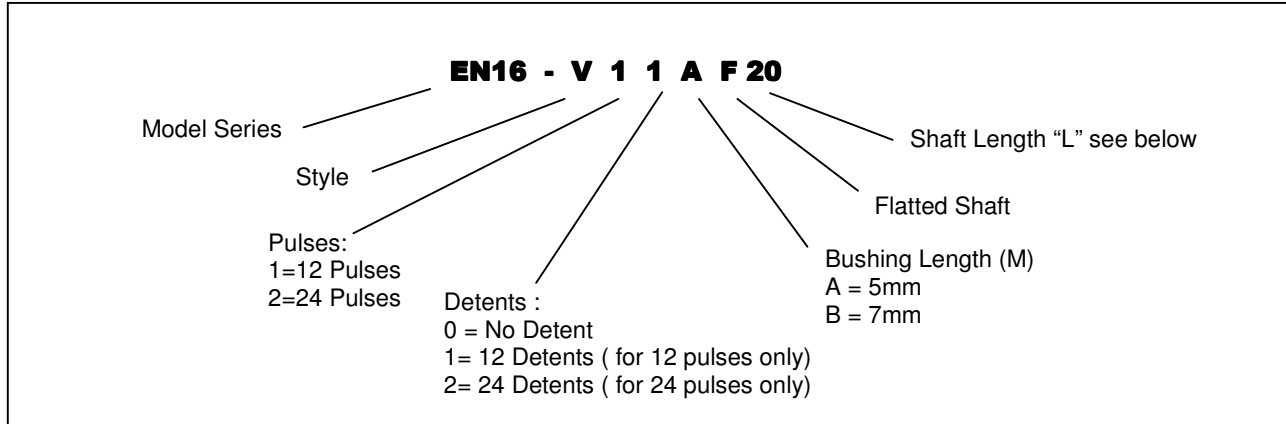 EN16 - V 1 1 A F 20
Model Series
Shaft Length “L” see below
Style
Flatted Shaft
Pulses:
1=12 Pulses
2=24 Pulses
Bushing Length (M)
A = 5mm
B = 7mm
Detents :
0 = No Detent
1= 12 Detents ( for 12 pulses only)
2= 24 Detents ( for 24 pulses only)